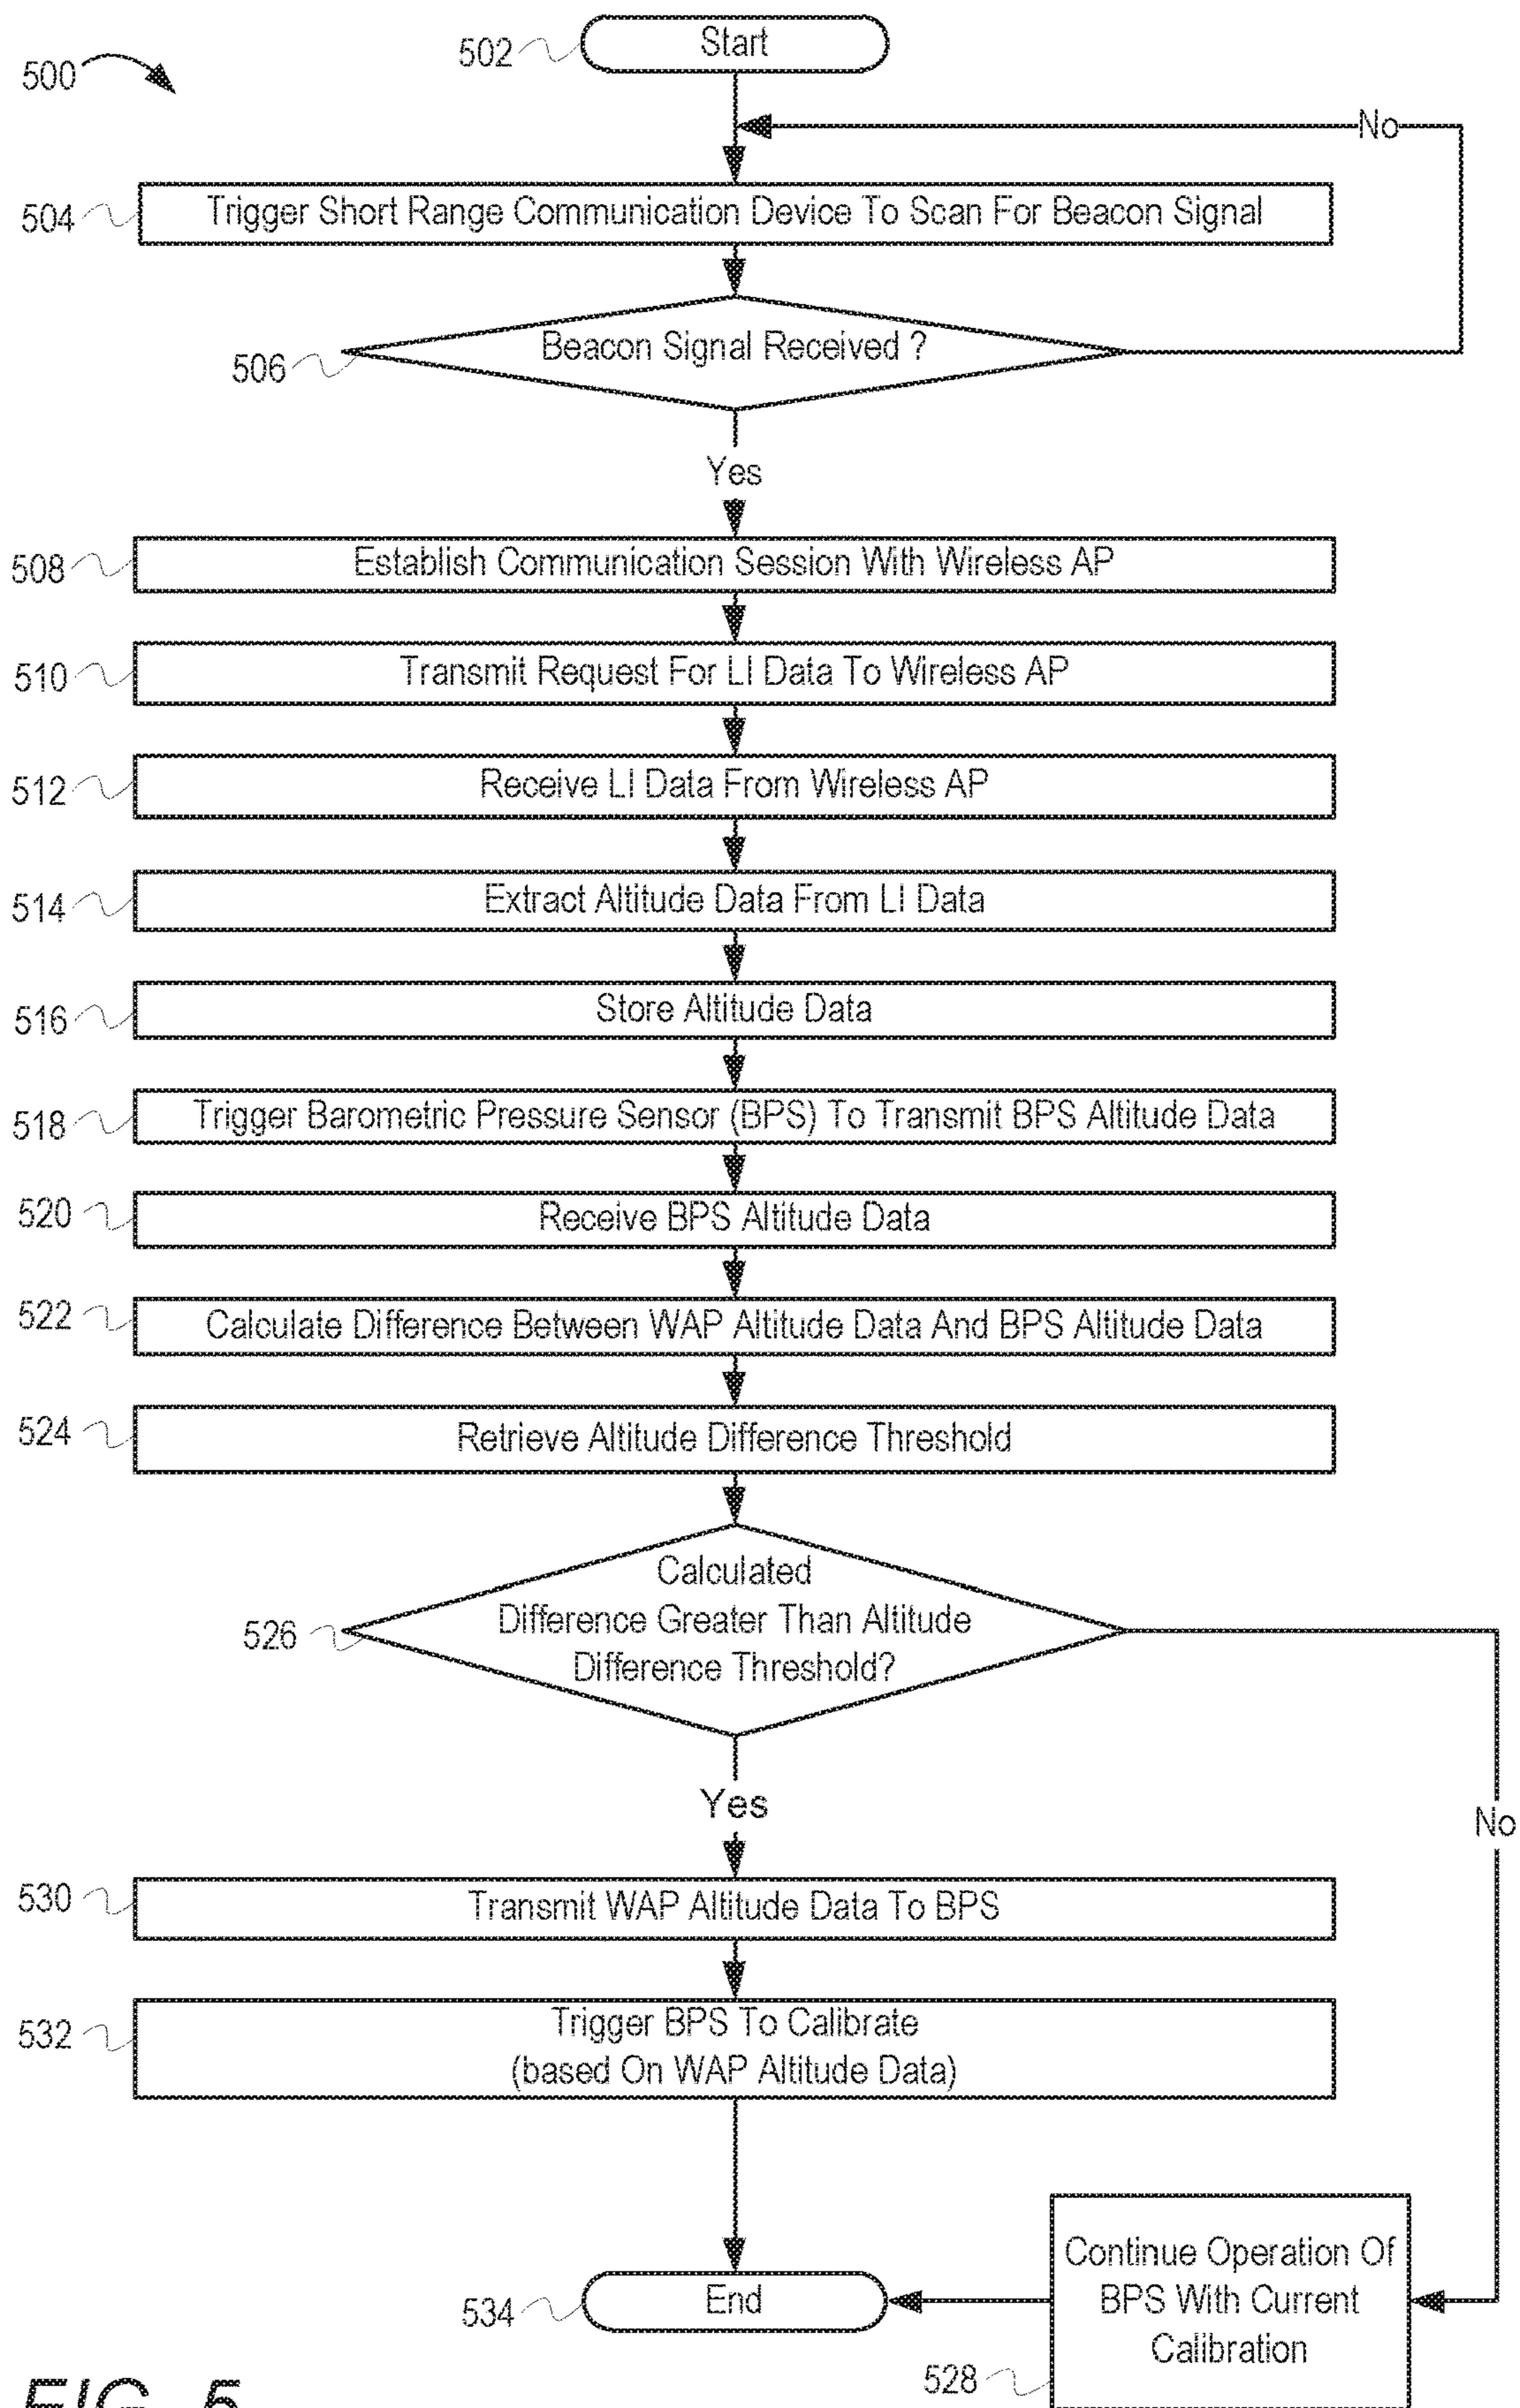 500
502
Start
No
504
Trigger Short Range Communication Device To Scan For Beacon Signal
506
Beacon Signal Received ?
Yes
508
Establish Communication Session With Wireless AP
510
Transmit Request For LI Data To Wireless AP
512
Receive LI Data From Wireless AP
514
Extract Altitude Data From LI Data
516
Store Altitude Data
518
Trigger Barometric Pressure Sensor (BPS) To Transmit BPS Altitude Data
520
Receive BPS Altitude Data
522
Calculate Difference Between WAP Altitude Data And BPS Altitude Data
524
Retrieve Altitude Difference Threshold
526
Calculated
Difference Greater Than Altitude
Difference Threshold?
Yes
No
530
Transmit WAP Altitude Data To BPS
532
Trigger BPS To Calibrate
(based On WAP Altitude Data)
534
End
Continue Operation Of
BPS With Current
Calibration
528
FIG. 5